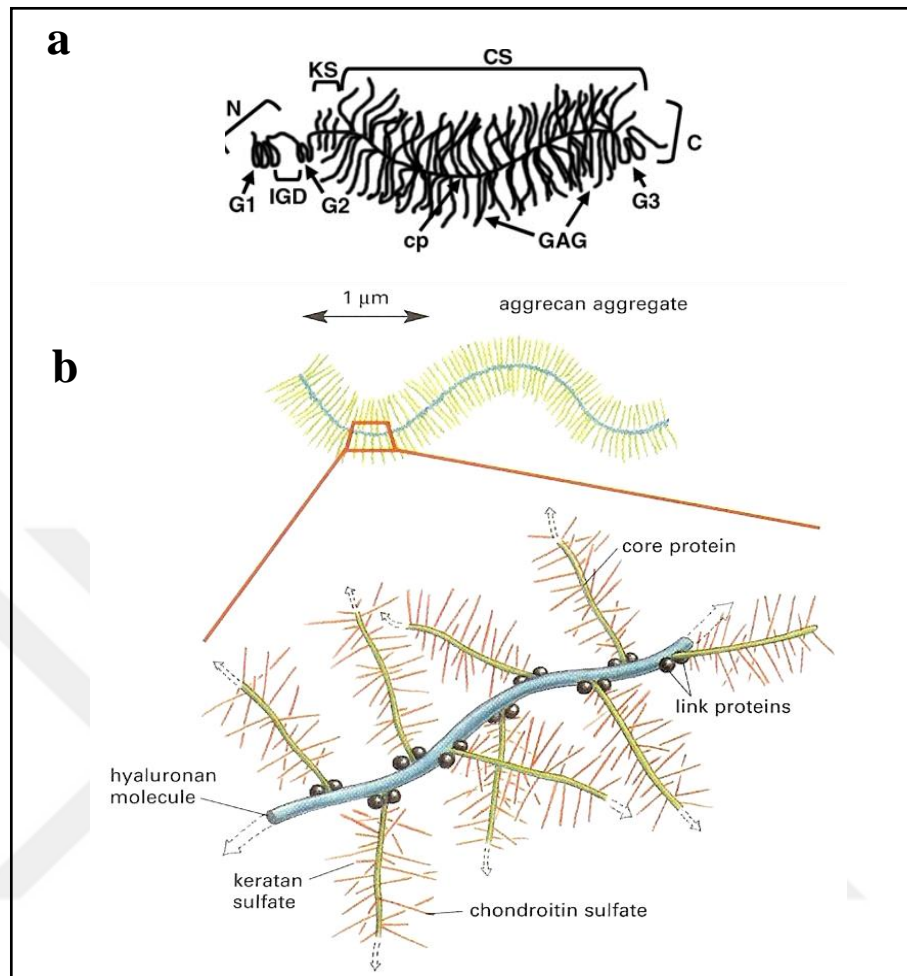 a
CS
KS
N
C
G1
IGD
G2
G3
cp
GAG
1 μm
aggrecan aggregate
b
core protein
link proteins
hyaluronan
molecule
keratan
sulfate
chondroitin sulfate